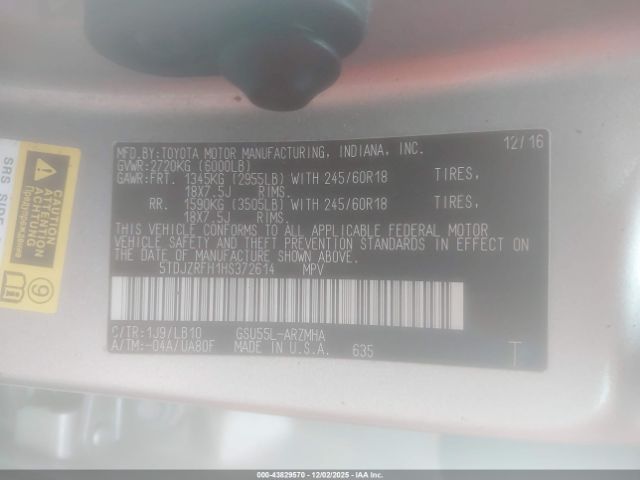 MFD.BY:TOYOTA MOTOR MANUFACTURING, INDIANA, INC. 12/16
GVWR:2720KG (6000LB)
GAWR:FRT. 1345KG (2955LB) WITH 245/60R18 TIRES,
18X7.5J RIMS.
RR. 1590KG (3505LB) WITH 245/60R18 TIRES,
18X7.5J RIMS.
THIS VEHICLE CONFORMS TO ALL APPLICABLE FEDERAL MOTOR
VEHICLE SAFETY AND THEFT PREVENTION STANDARDS IN EFFECT ON
THE DATE OF MANUFACTURE SHOWN ABOVE.
5TDJZRFH1HS372614 MPV
C/TR:1J9/LB10 GSU55L-ARZMHA
A/TM:-04A/UA80F MADE IN U.S.A. 635 T
SRS SIDE
CAUTION
ACHTUNG
9
000-43829570 - 12/02/2025 - IAA Inc.